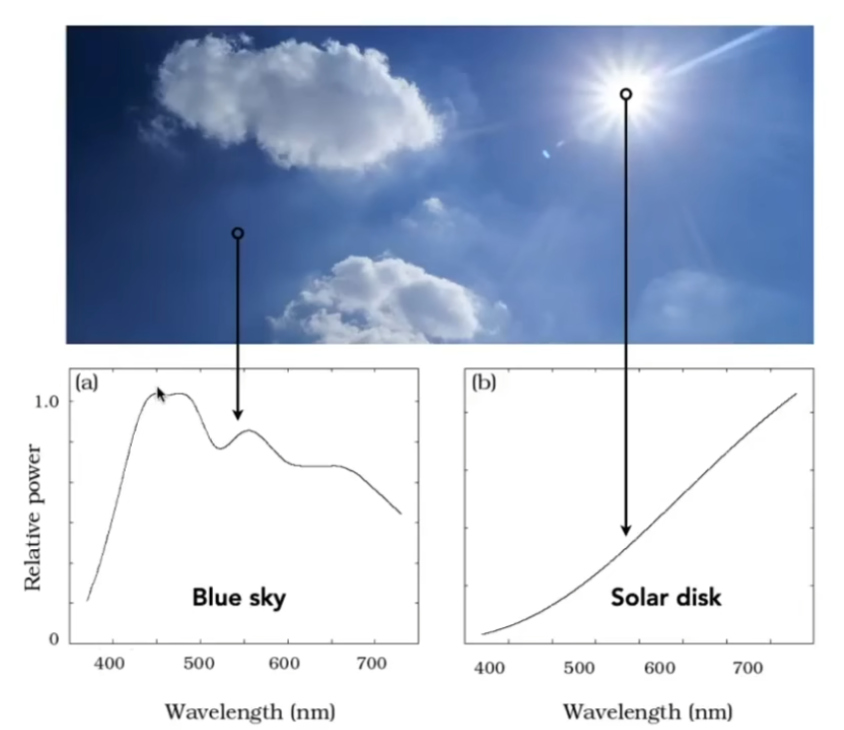 (a)
1.0
Relative power
0
Blue sky
400 500 600 700
Wavelength (nm)
(b)
Solar disk
400 500 600 700
Wavelength (nm)